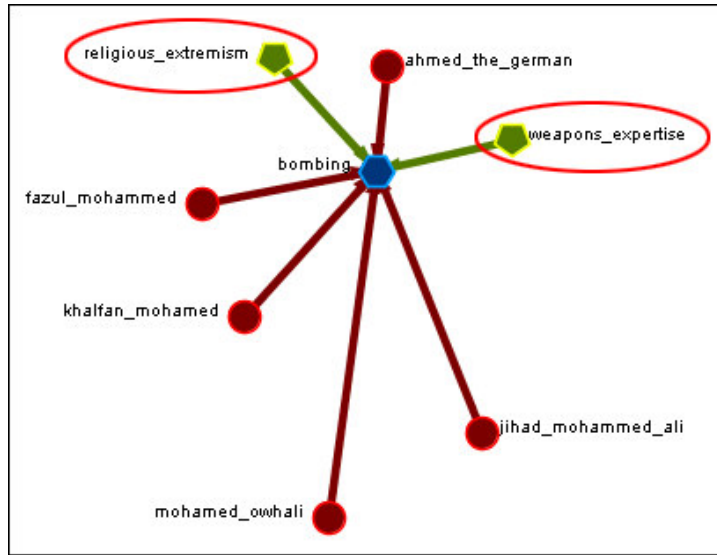 religious_extremism
ahmed_the_german
weapons_expertise
bombing
fazul_mohammed
khalfan_mohamed
jihad_mohammed_ali
mohamed_owhali